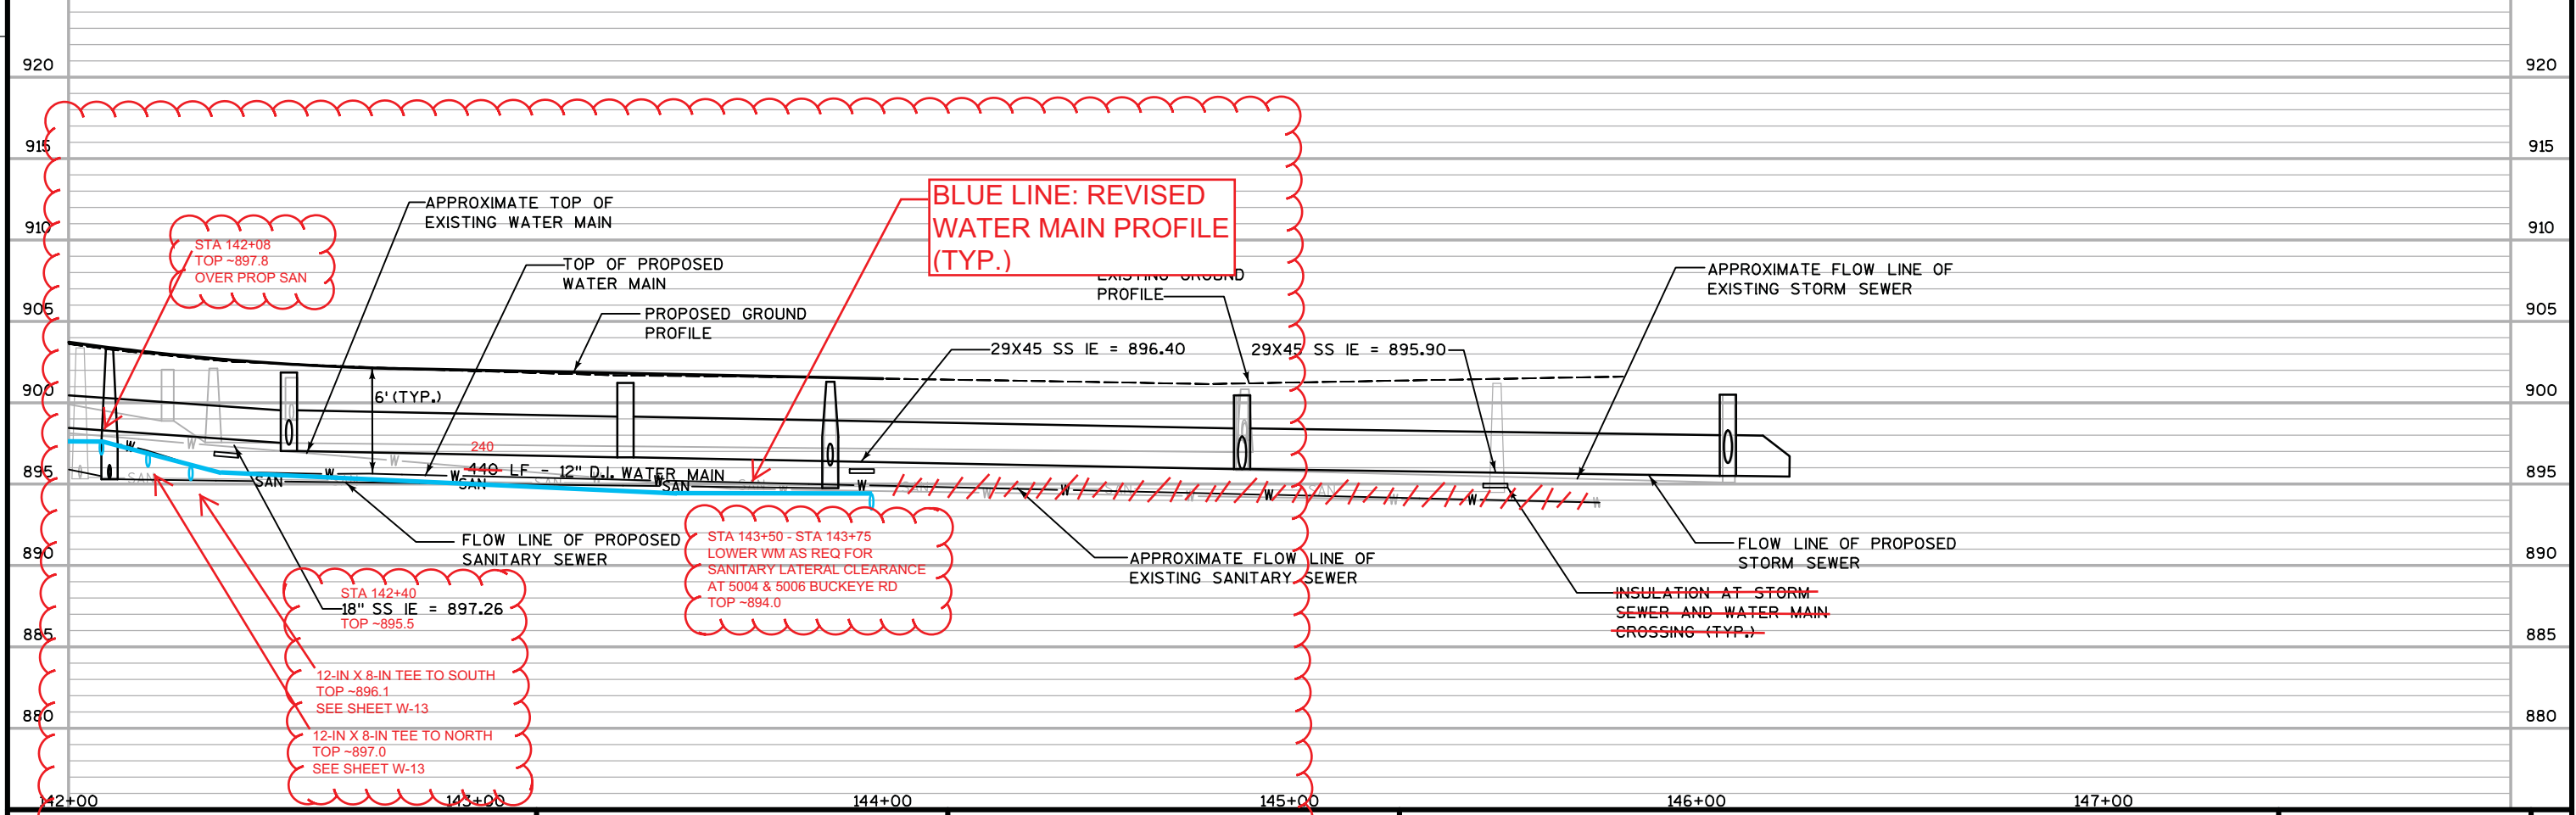 920
920
915
915
910
910
905
905
900
900
895
895
890
890
885
885
880
880
STA 142+08
TOP ~897.8
OVER PROP SAN
APPROXIMATE TOP OF
EXISTING WATER MAIN
TOP OF PROPOSED
WATER MAIN
PROPOSED GROUND
PROFILE
BLUE LINE: REVISED
WATER MAIN PROFILE
(TYP.)
EXISTING GROUND
PROFILE
APPROXIMATE FLOW LINE OF
EXISTING STORM SEWER
29X45 SS IE = 896.40
29X45 SS IE = 895.90
6' (TYP.)
240
440 LF - 12" D.I. WATER MAIN
W
W
W
W
W
W
W
W
W
W
W
SAN
SAN
SAN
SAN
SAN
FLOW LINE OF PROPOSED
SANITARY SEWER
STA 143+50 - STA 143+75
LOWER WM AS REQ FOR
SANITARY LATERAL CLEARANCE
AT 5004 & 5006 BUCKEYE RD
TOP ~894.0
APPROXIMATE FLOW LINE OF
EXISTING SANITARY SEWER
FLOW LINE OF PROPOSED
STORM SEWER
INSULATION AT STORM
SEWER AND WATER MAIN
CROSSING (TYP.)
STA 142+40
18" SS IE = 897.26
TOP ~895.5
12-IN X 8-IN TEE TO SOUTH
TOP ~896.1
SEE SHEET W-13
12-IN X 8-IN TEE TO NORTH
TOP ~897.0
SEE SHEET W-13
142+00
143+00
144+00
145+00
146+00
147+00